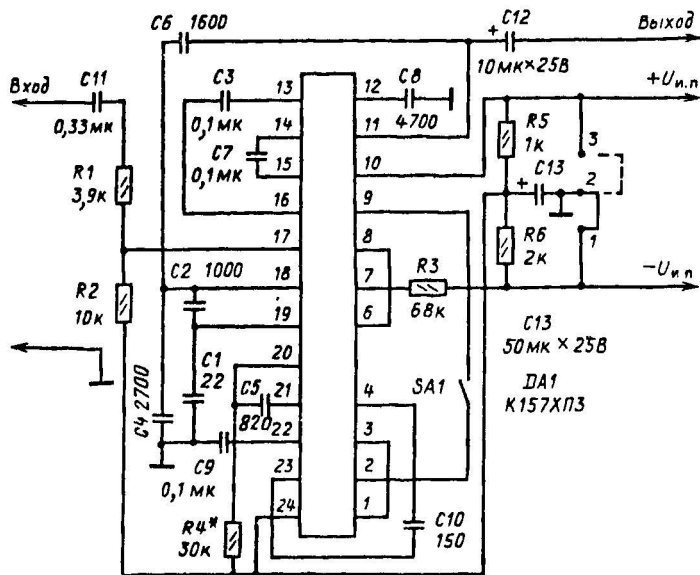 C6 1600
C12
Выход
10 мк×25В
Вход
C11
0,33мк
C3
0,1мк
13
12
C8
4700
+Uи.п
14
11
C7
0,1мк
15
10
R5
1к
3
R1
3,9к
16
9
C13
2
17
8
R6
2к
1
C2 1000
18
7
R3
68к
−Uи.п
R2
10к
19
6
C13
50мк×25В
20
C1
22
C5
820
21
4
SA1
DA1
К157ХП3
C4 2700
22
3
C9
0,1мк
23
2
24
1
C10
150
R4*
30к